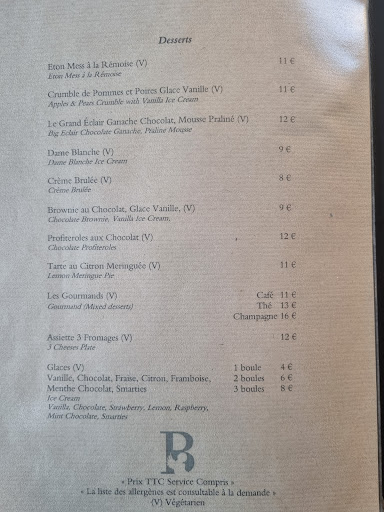 Desserts
Eton Mess à la Rémoise (V) 11 €
Eton Mess à la Rémoise
Crumble de Pommes et Poires Glace Vanille (V) 11 €
Apples & Pears Crumble with Vanilla Ice Cream
Le Grand Éclair Ganache Chocolat, Mousse Praliné (V) 12 €
Big Eclair Chocolate Ganache, Praline Mousse
Dame Blanche (V) 9 €
Dame Blanche Ice Cream
Crème Brulée (V) 8 €
Crème Brulée
Brownie au Chocolat, Glace Vanille, (V) 9 €
Chocolate Brownie, Vanilla Ice Cream,
Profiteroles aux Chocolat (V) 12 €
Chocolate Profiteroles
Tarte au Citron Meringuée (V) 11 €
Lemon Meringue Pie
Les Gourmands (V) Café 11 €
Gourmand (Mixed desserts) Thé 13 €
Champagne 16 €
Assiette 3 Fromages (V) 12 €
3 Cheeses Plate
Glaces (V) 1 boule 4 €
Vanille, Chocolat, Fraise, Citron, Framboise, 2 boules 6 €
Menthe Chocolat, Smarties 3 boules 8 €
Ice Cream
Vanilla, Chocolate, Strawberry, Lemon, Raspberry,
Mint Chocolate, Smarties
B
« Prix TTC Service Compris »
« La liste des allergènes est consultable à la demande »
(V) Végétarien